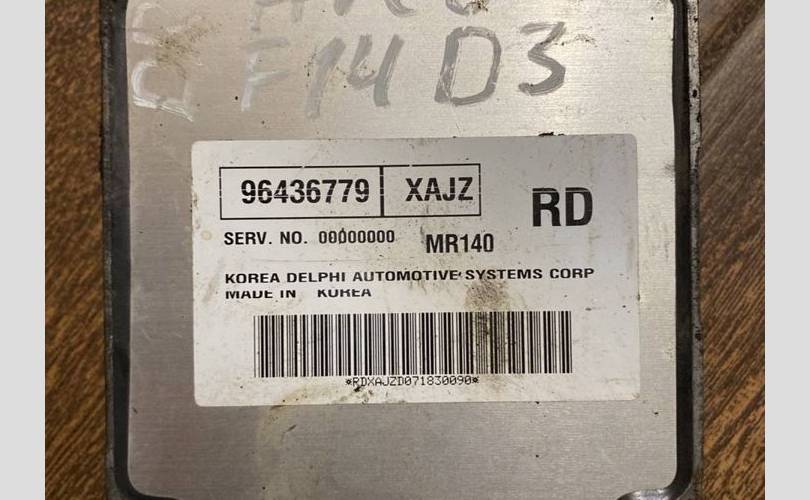 F14D3
96436779 XAJZ
RD
SERV. NO. 00000000
MR140
KOREA DELPHI AUTOMOTIVE SYSTEMS CORP
MADE IN KOREA
*RDXAJZD071830090*